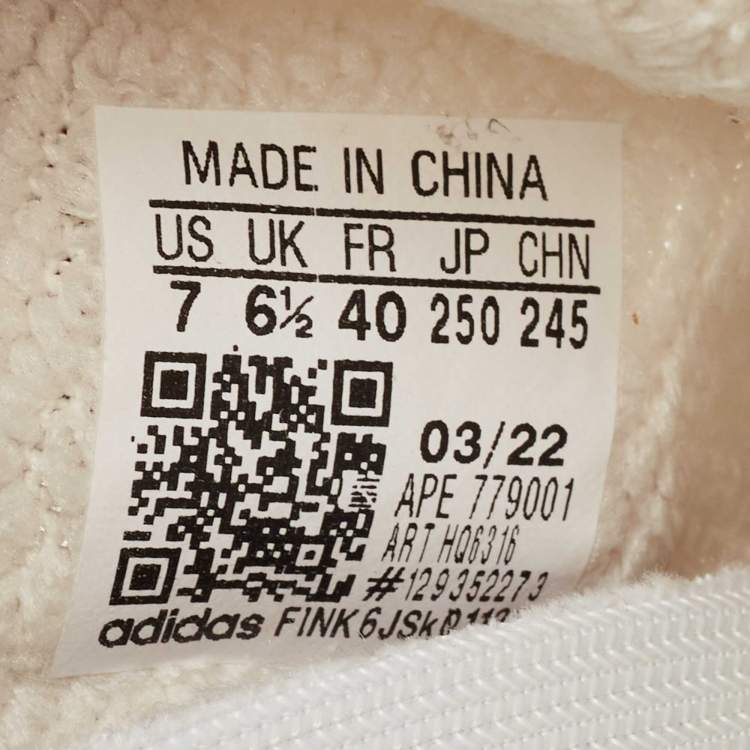 MADE IN CHINA
US UK FR JP CHN
7 6½ 40 250 245
03/22
APE 779001
ART HQ6316
#129352273
adidas